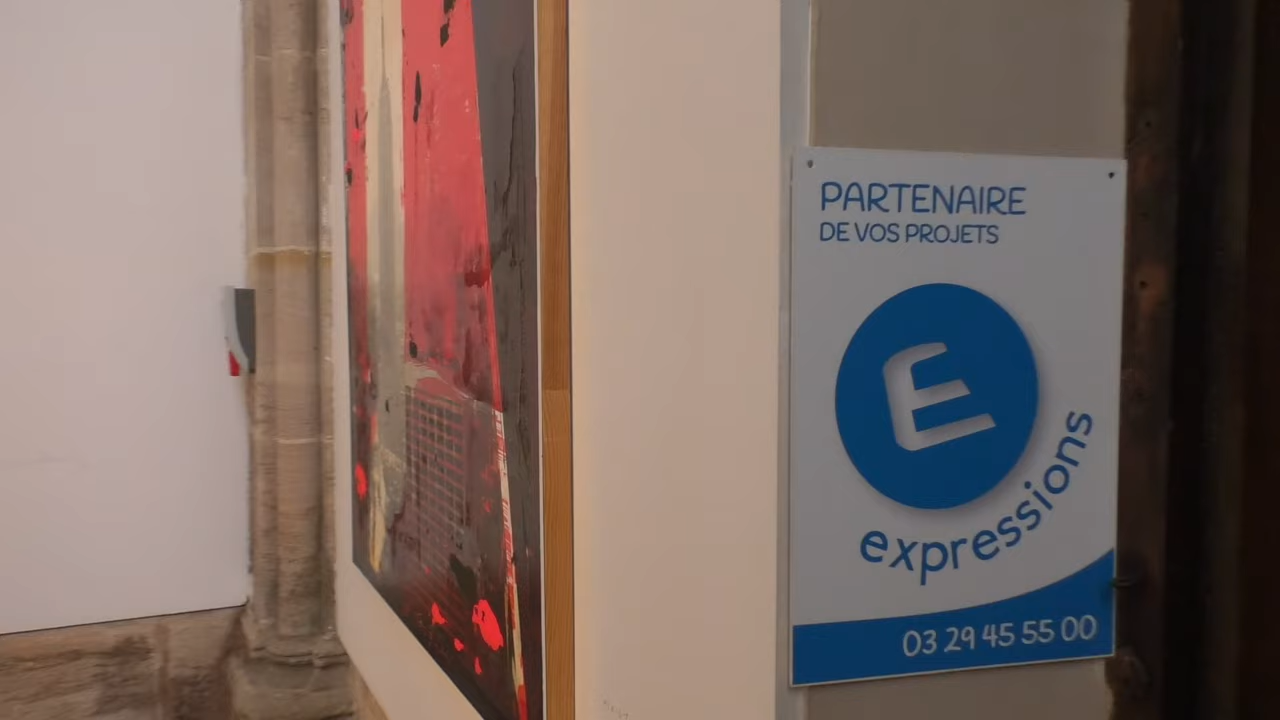 PARTENAIRE
DE VOS PROJETS
E
expressions
03 29 45 55 00